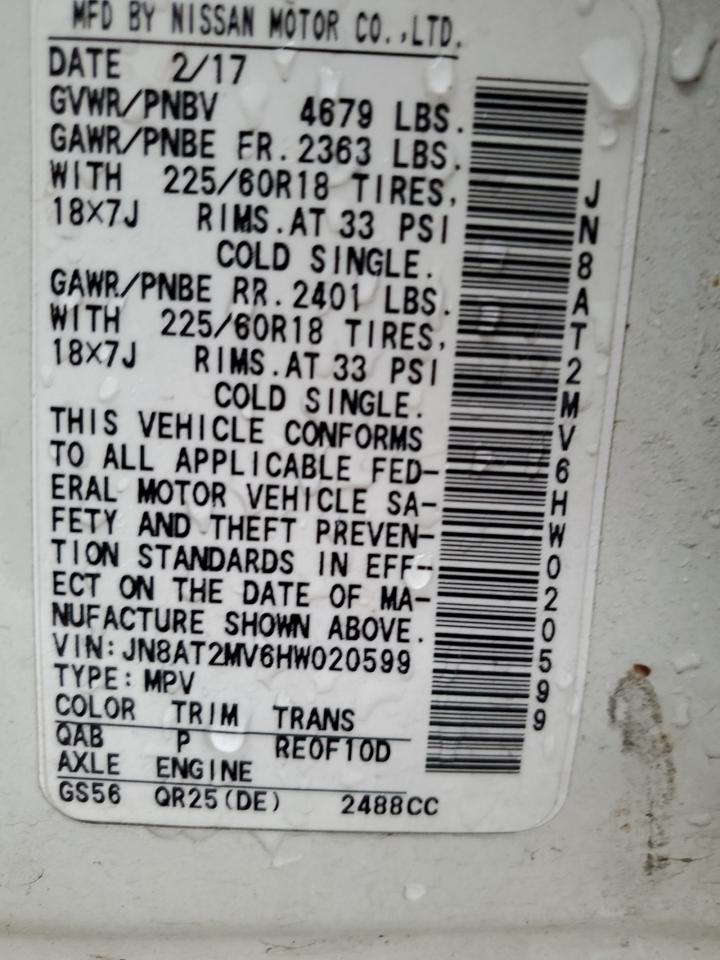 MFD BY NISSAN MOTOR CO.,LTD.
DATE 2/17
GVWR/PNBV 4679 LBS.
GAWR/PNBE FR. 2363 LBS.
WITH 225/60R18 TIRES,
18X7J RIMS. AT 33 PSI
COLD SINGLE.
GAWR/PNBE RR. 2401 LBS.
WITH 225/60R18 TIRES,
18X7J RIMS. AT 33 PSI
COLD SINGLE.
THIS VEHICLE CONFORMS
TO ALL APPLICABLE FED-
ERAL MOTOR VEHICLE SA-
FETY AND THEFT PREVEN-
TION STANDARDS IN EFF-
ECT ON THE DATE OF MA-
NUFACTURE SHOWN ABOVE.
VIN: JN8AT2MV6HW020599
TYPE: MPV
COLOR TRIM TRANS
QAB P RE0F10D
AXLE ENGINE
GS56 QR25(DE) 2488CC
JN8AT2MV6HW020599